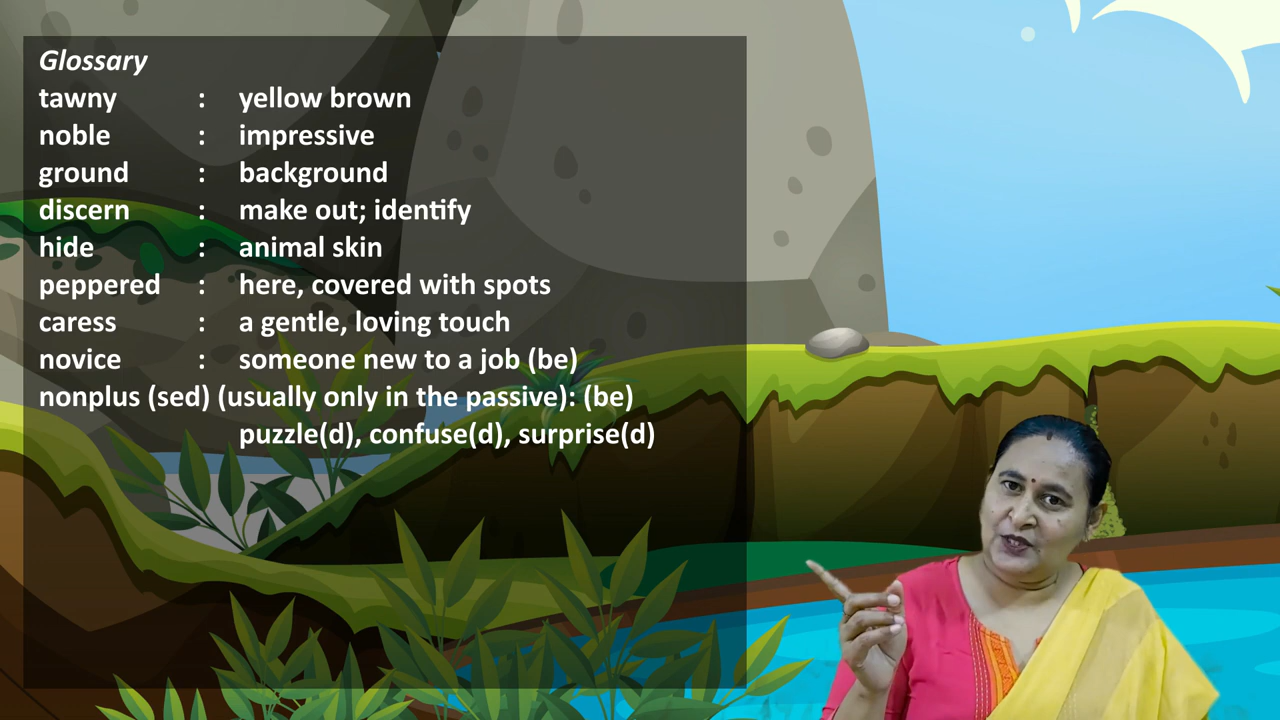 Glossary
tawny : yellow brown
noble : impressive
ground : background
discern : make out; identify
hide : animal skin
peppered : here, covered with spots
caress : a gentle, loving touch
novice : someone new to a job (be)
nonplus (sed) (usually only in the passive): (be)
puzzle(d), confuse(d), surprise(d)